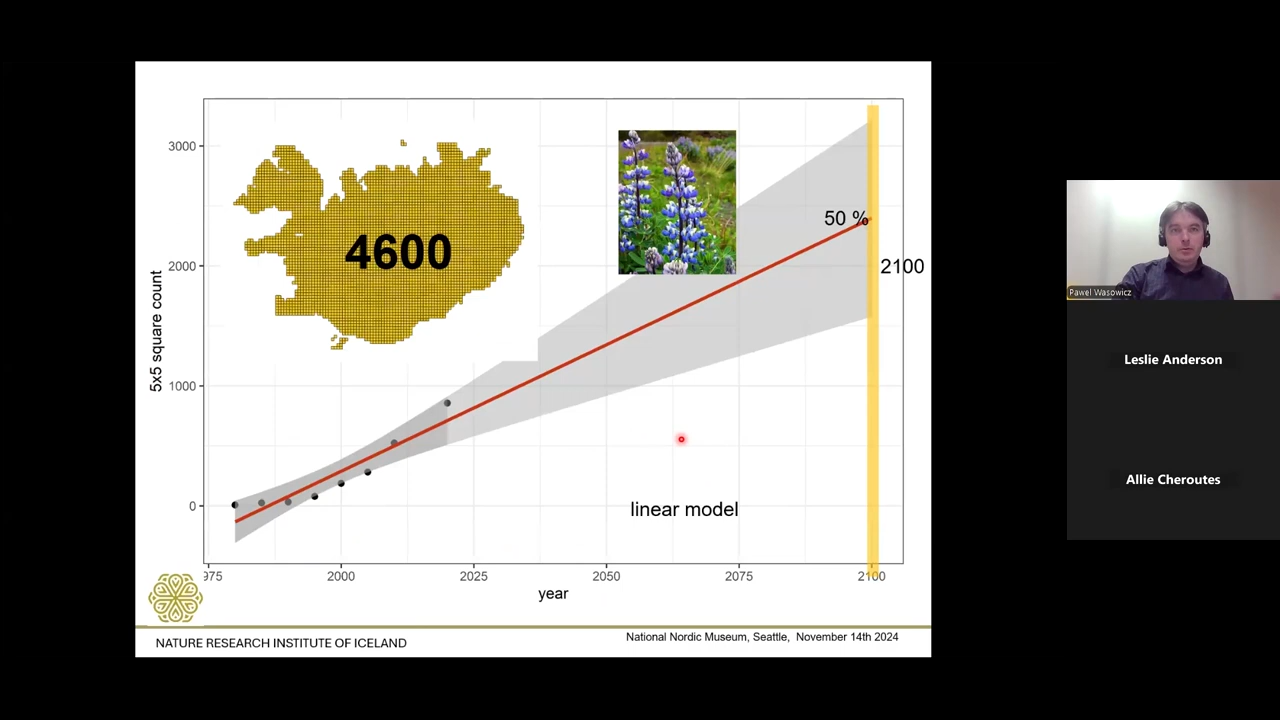 3000
2000
1000
0
5x5 square count
4600
50 %
2100
linear model
975
2000
2025
2050
2075
2100
year
NATURE RESEARCH INSTITUTE OF ICELAND
National Nordic Museum, Seattle, November 14th 2024
Pawel Wasowicz
Leslie Anderson
Allie Cheroutes